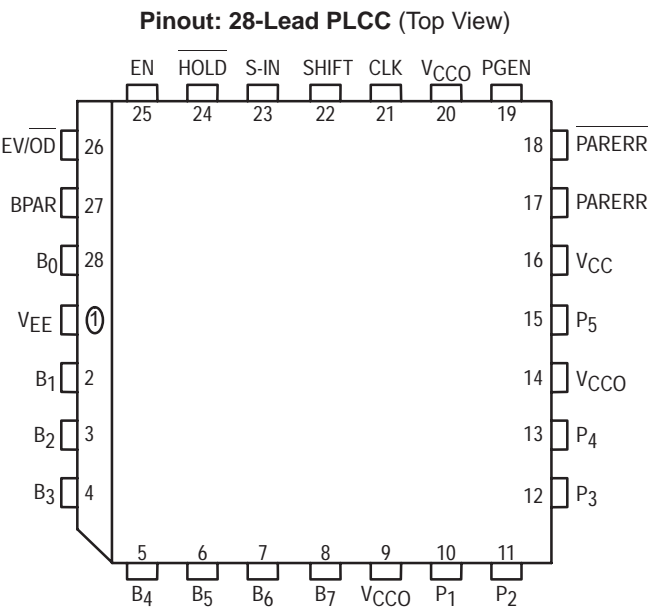 Pinout: 28-Lead PLCC (Top View)
EN HOLD S-IN SHIFT CLK VCCO PGEN
25 24 23 22 21 20 19
EV/OD 26 18 PARERR
BPAR 27 17 PARERR
B0 28 16 VCC
VEE 1 15 P5
B1 2 14 VCCO
B2 3 13 P4
B3 4 12 P3
5 6 7 8 9 10 11
B4 B5 B6 B7 VCCO P1 P2